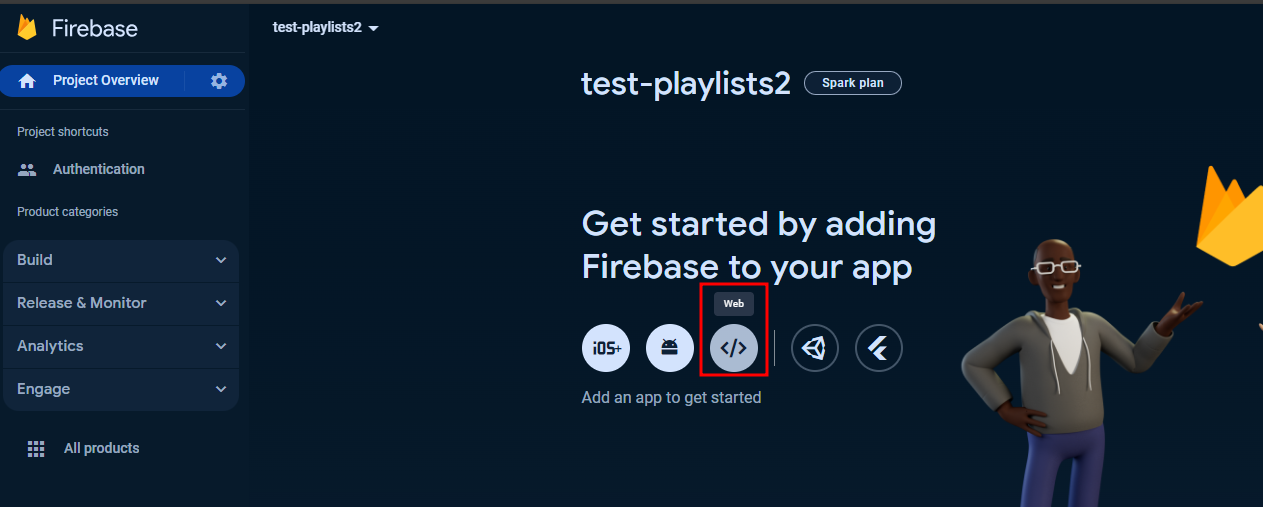 Firebase
test-playlists2
Project Overview
test-playlists2
Spark plan
Project shortcuts
Authentication
Product categories
Build
Release & Monitor
Analytics
Engage
All products
Get started by adding
Firebase to your app
Web
iOS+
</>
Add an app to get started